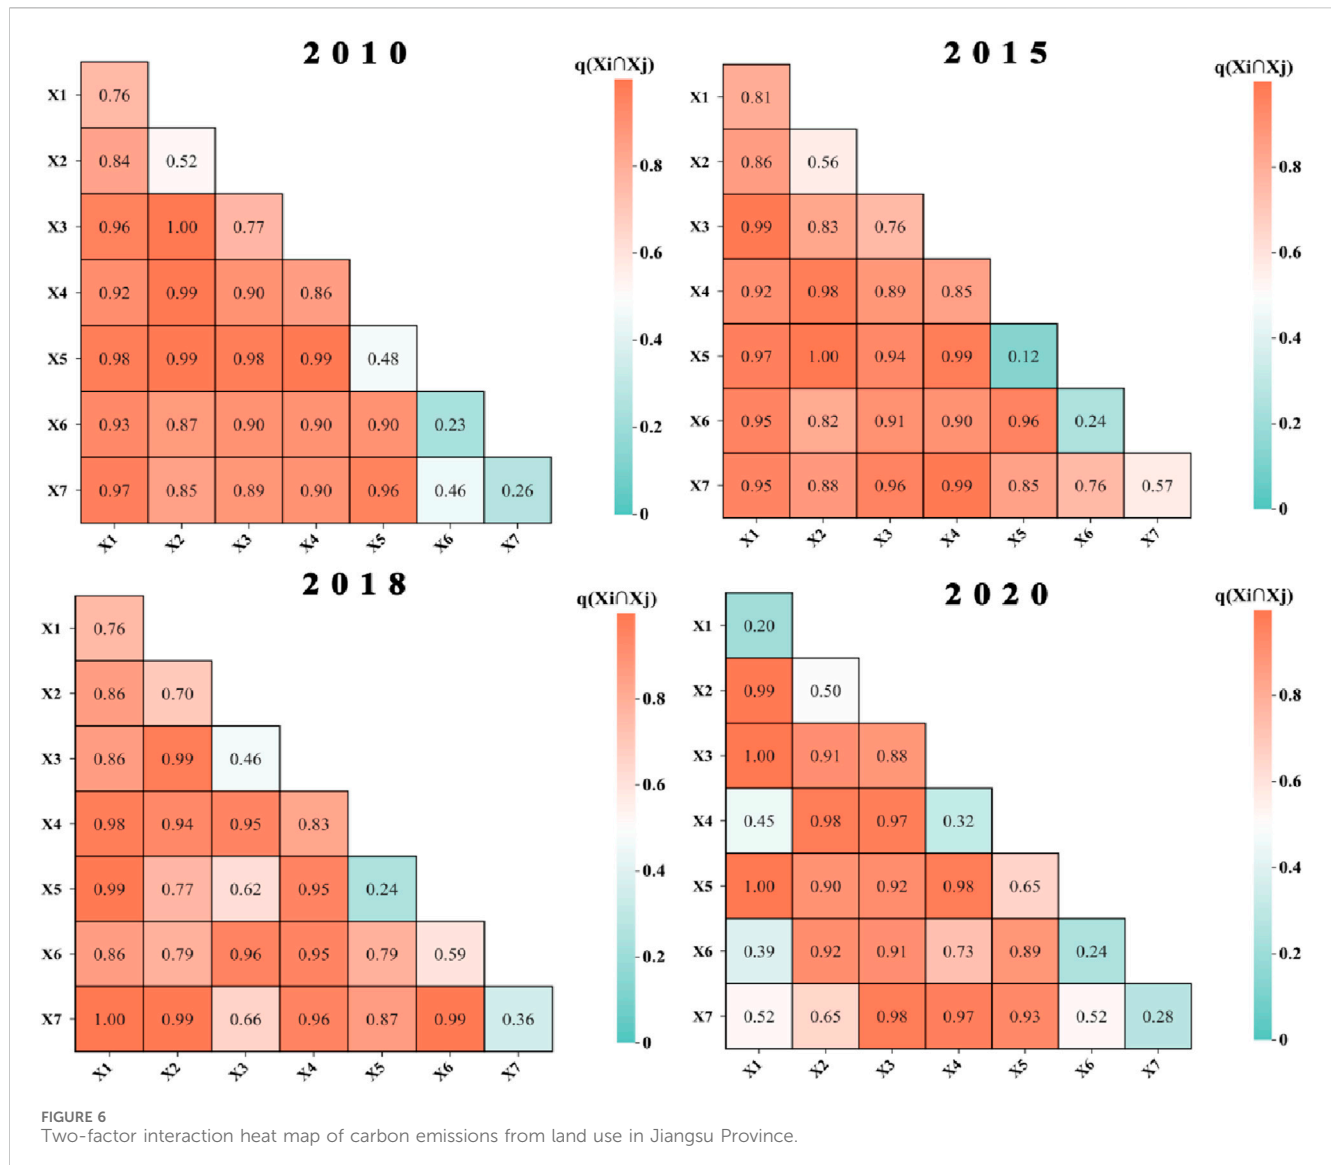 2010
q(Xi∩Xj)
X1 0.76
X2 0.84 0.52
X3 0.96 1.00 0.77
X4 0.92 0.99 0.90 0.86
X5 0.98 0.99 0.98 0.99 0.48
X6 0.93 0.87 0.90 0.90 0.90 0.23
X7 0.97 0.85 0.89 0.90 0.96 0.46 0.26
X1 X2 X3 X4 X5 X6 X7
0.8
0.6
0.4
0.2
0
2015
q(Xi∩Xj)
X1 0.81
X2 0.86 0.56
X3 0.99 0.83 0.76
X4 0.92 0.98 0.89 0.85
X5 0.97 1.00 0.94 0.99 0.12
X6 0.95 0.82 0.91 0.90 0.96 0.24
X7 0.95 0.88 0.96 0.99 0.85 0.76 0.57
X1 X2 X3 X4 X5 X6 X7
0.8
0.6
0.4
0.2
0
2018
q(Xi∩Xj)
X1 0.76
X2 0.86 0.70
X3 0.86 0.99 0.46
X4 0.98 0.94 0.95 0.83
X5 0.99 0.77 0.62 0.95 0.24
X6 0.86 0.79 0.96 0.95 0.79 0.59
X7 1.00 0.99 0.66 0.96 0.87 0.99 0.36
X1 X2 X3 X4 X5 X6 X7
0.8
0.6
0.4
0.2
0
2020
q(Xi∩Xj)
X1 0.20
X2 0.99 0.50
X3 1.00 0.91 0.88
X4 0.45 0.98 0.97 0.32
X5 1.00 0.90 0.92 0.98 0.65
X6 0.39 0.92 0.91 0.73 0.89 0.24
X7 0.52 0.65 0.98 0.97 0.93 0.52 0.28
X1 X2 X3 X4 X5 X6 X7
0.8
0.6
0.4
0.2
0
FIGURE 6
Two-factor interaction heat map of carbon emissions from land use in Jiangsu Province.